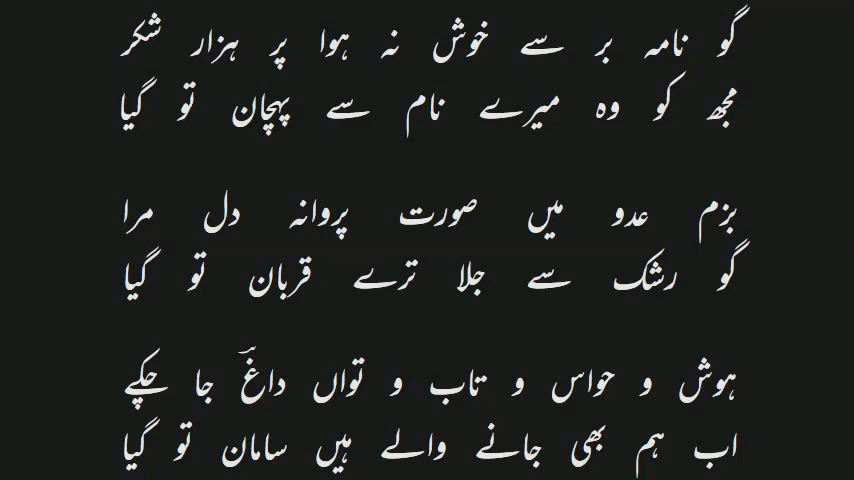 گو نامہ بر سے خوش نہ ہوا پر ہزار شکر
مجھ کو وہ میرے نام سے پہچان تو گیا
بزم عدو میں صورت پروانہ دل مرا
گو رشک سے جلا ترے قربان تو گیا
ہوش و حواس و تاب و تواں داغؔ جا چکے
اب ہم بھی جانے والے ہیں سامان تو گیا